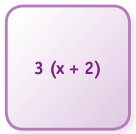 3 (x + 2)